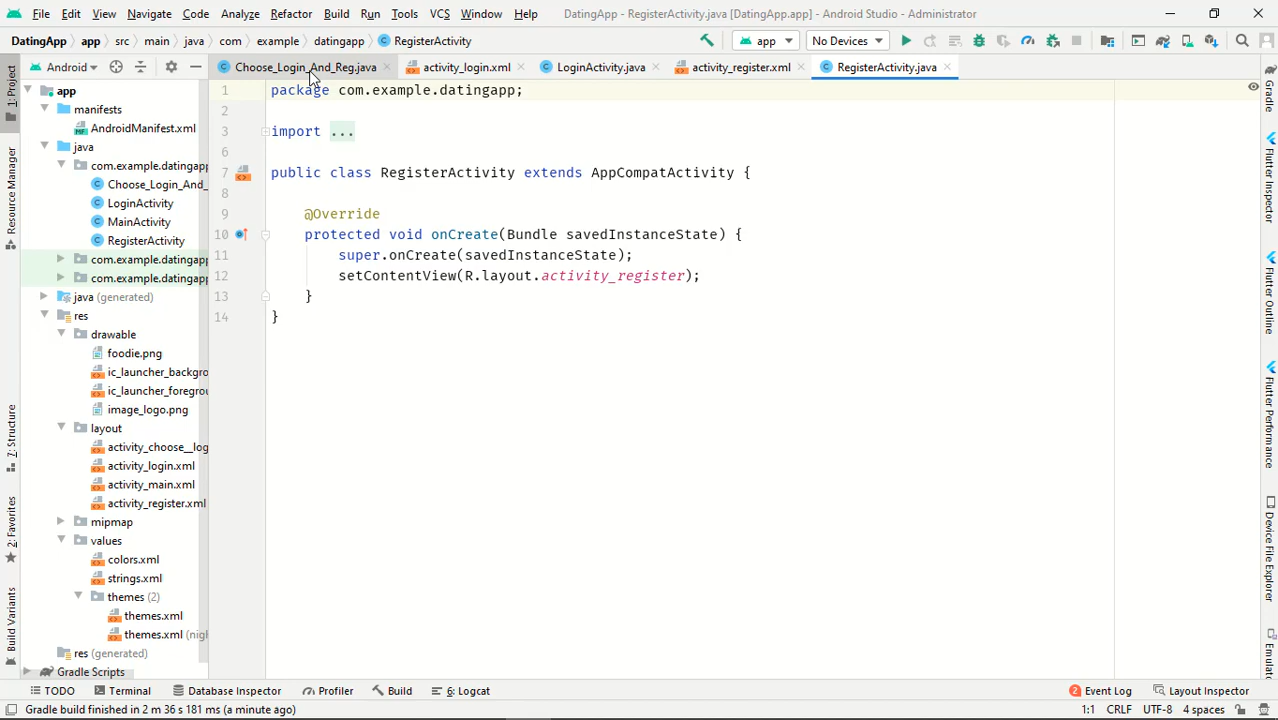 File Edit View Navigate Code Analyze Refactor Build Run Tools VCS Window Help DatingApp - RegisterActivity.java [DatingApp.app] - Android Studio - Administrator
DatingApp app src main java com example datingapp RegisterActivity app No Devices
Android Choose_Login_And_Reg.java activity_login.xml LoginActivity.java activity_register.xml RegisterActivity.java
1: Project
Resource Manager
Z: Structure
2: Favorites
Build Variants
app
manifests
AndroidManifest.xml
java
com.example.datingapp
Choose_Login_And_
LoginActivity
MainActivity
RegisterActivity
com.example.datingapp
com.example.datingapp
java (generated)
res
drawable
foodie.png
ic_launcher_backgro
ic_launcher_foregrou
image_logo.png
layout
activity_choose__log
activity_login.xml
activity_main.xml
activity_register.xml
mipmap
values
colors.xml
strings.xml
themes (2)
themes.xml
themes.xml (nigh
res (generated)
Gradle Scripts
1 package com.example.datingapp;
2
3 import ...
6
7 public class RegisterActivity extends AppCompatActivity {
8
9 @Override
10 protected void onCreate(Bundle savedInstanceState) {
11 super.onCreate(savedInstanceState);
12 setContentView(R.layout.activity_register);
13 }
14 }
Gradle
Flutter Inspector
Flutter Outline
Flutter Performance
Device File Explorer
Emulato
TODO Terminal Database Inspector Profiler Build 6: Logcat 2 Event Log Layout Inspector
Gradle build finished in 2 m 36 s 181 ms (a minute ago) 1:1 CRLF UTF-8 4 spaces